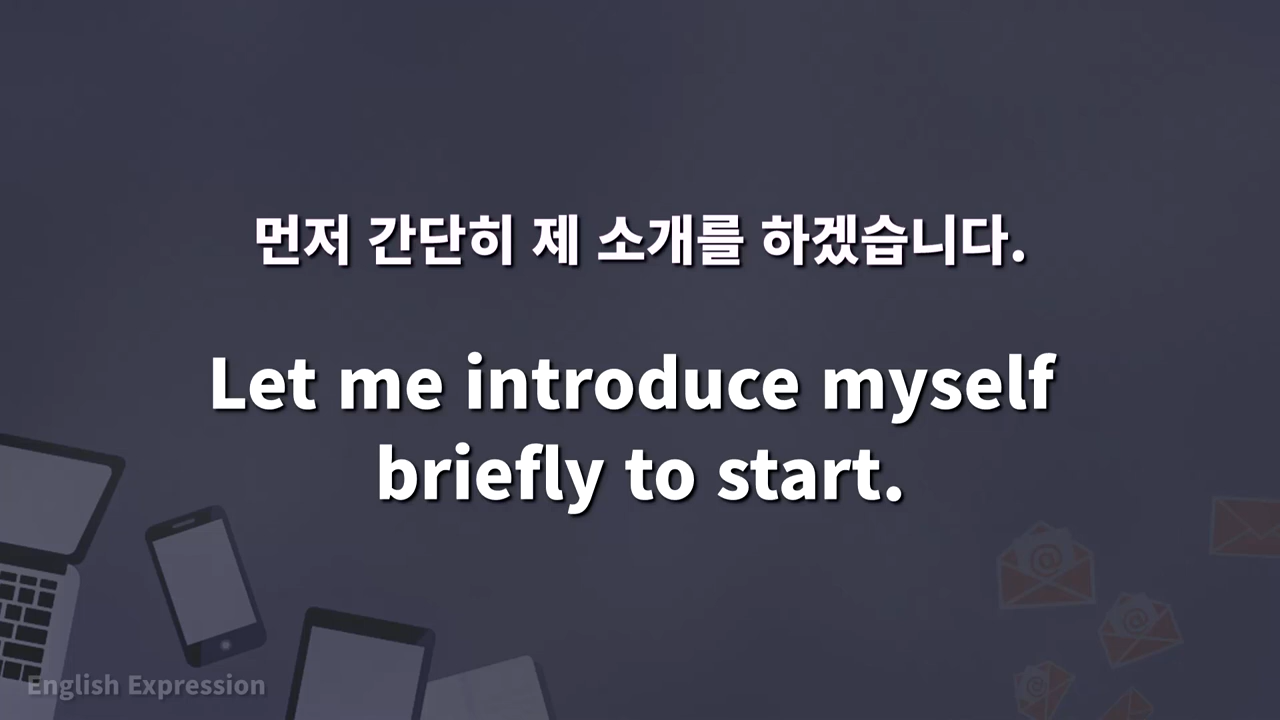 먼저 간단히 제 소개를 하겠습니다.
Let me introduce myself
briefly to start.
English Expression